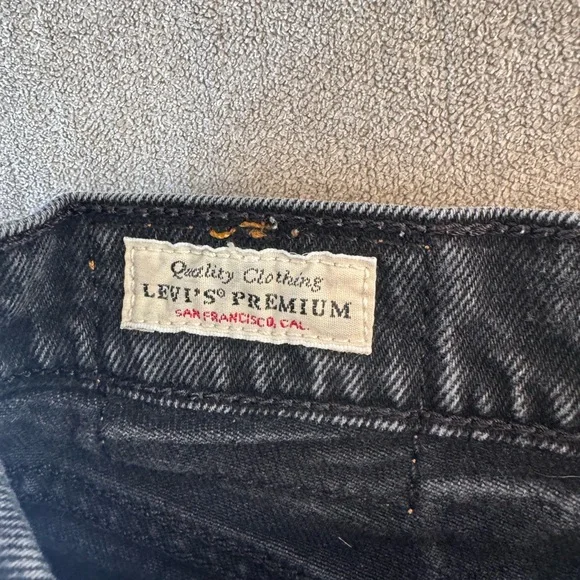 Quality Clothing
LEVI'S® PREMIUM
SAN FRANCISCO, CAL.